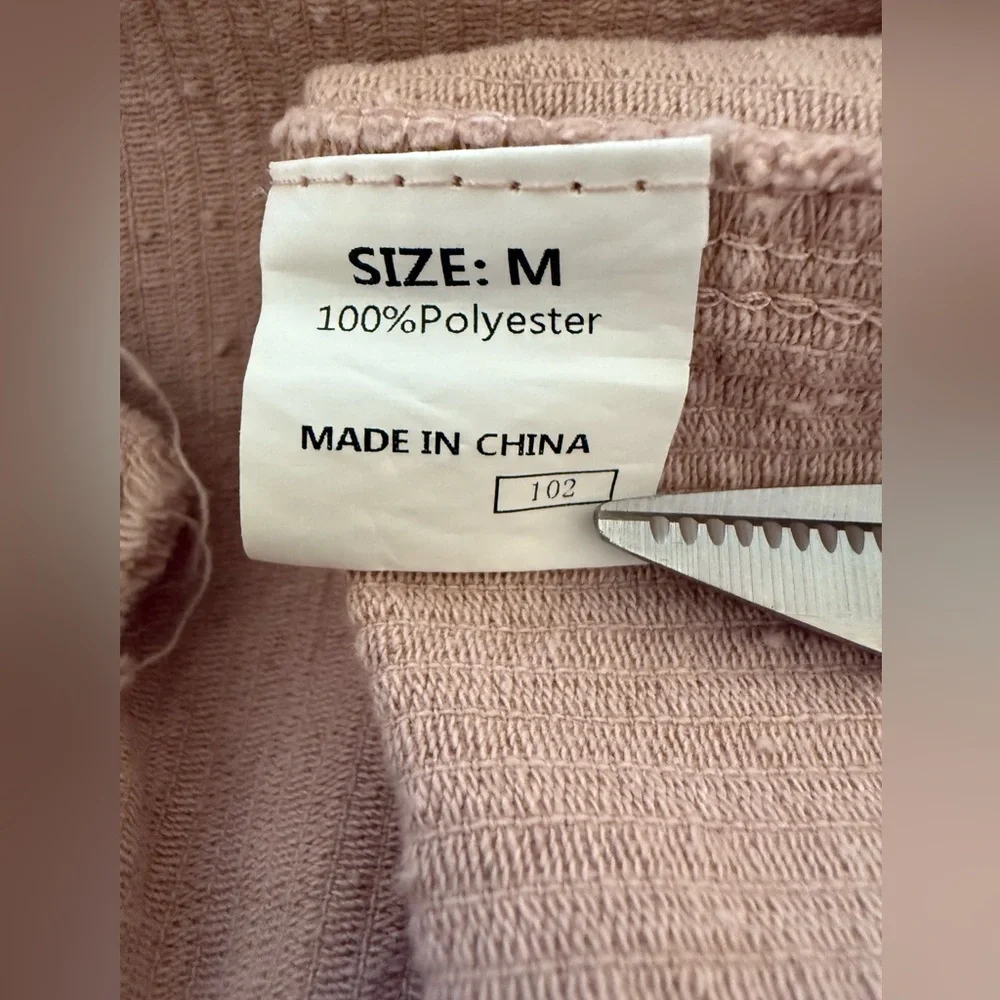 SIZE: M
100%Polyester
MADE IN CHINA
102